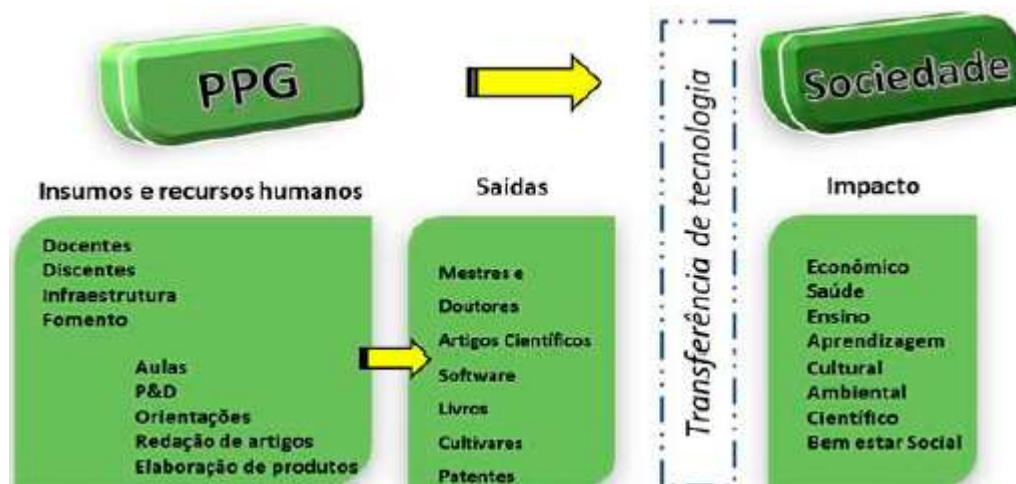 PPG
Sociedade
Transferência de tecnologia
Insumos e recursos humanos
Docentes
Discentes
Infraestrutura
Fomento
Aulas
P&D
Orientações
Redação de artigos
Elaboração de produtos
Saídas
Mestres e
Doutores
Artigos Científicos
Software
Livros
Cultivares
Patentes
Impacto
Econômico
Saúde
Ensino
Aprendizagem
Cultural
Ambiental
Científico
Bem estar Social